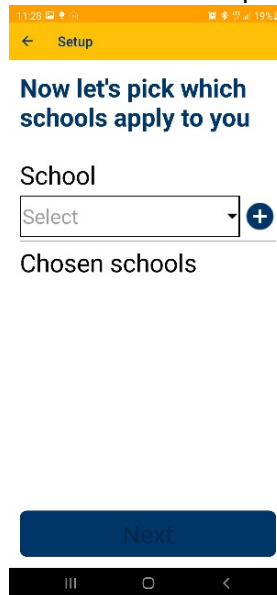 11:28 19%
Setup
Now let's pick which
schools apply to you
School
Select
Chosen schools
Next